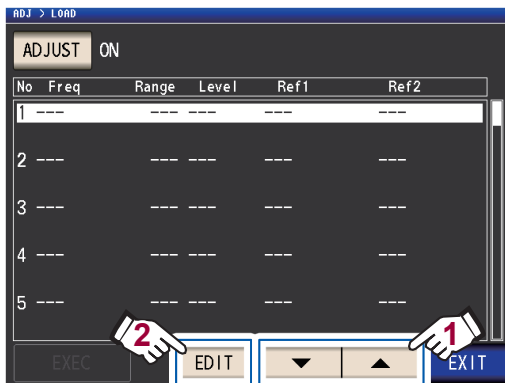 ADJ > LOAD
ADJUST ON
No Freq Range Level Ref1 Ref2
1 --- --- --- --- ---
2 --- --- --- --- ---
3 --- --- --- --- ---
4 --- --- --- --- ---
5 --- --- --- --- ---
2 1
EXEC EDIT ▼ ▲ EXIT